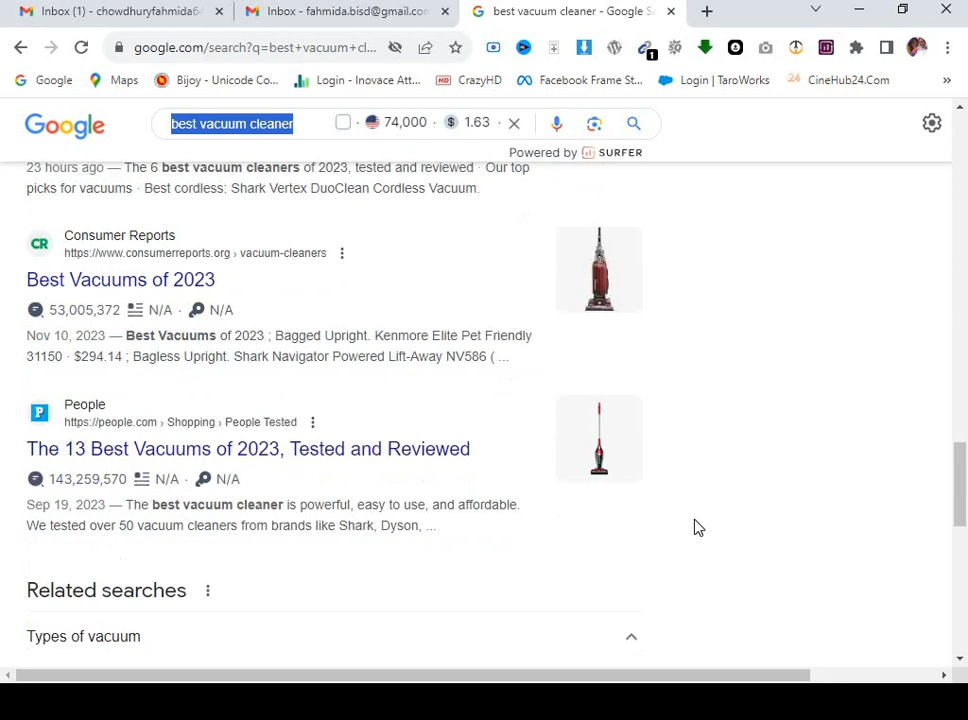 Inbox (1) - chowdhuryfahmida6
Inbox - fahmida.bisd@gmail.con
best vacuum cleaner - Google Se
google.com/search?q=best+vacuum+cl...
1
Google
Maps
Bijoy - Unicode Co...
Login - Inovace Att...
HD CrazyHD
Facebook Frame St...
Login | TaroWorks
24 CineHub24.Com
»
Google
best vacuum cleaner
· 74,000 · $ 1.63 ·
Powered by SURFER
23 hours ago — The 6 best vacuum cleaners of 2023, tested and reviewed · Our top
picks for vacuums · Best cordless: Shark Vertex DuoClean Cordless Vacuum.
CR
Consumer Reports
https://www.consumerreports.org › vacuum-cleaners
Best Vacuums of 2023
53,005,372 N/A · N/A
Nov 10, 2023 — Best Vacuums of 2023 ; Bagged Upright. Kenmore Elite Pet Friendly
31150 · $294.14 ; Bagless Upright. Shark Navigator Powered Lift-Away NV586 ( ...
P
People
https://people.com › Shopping › People Tested
The 13 Best Vacuums of 2023, Tested and Reviewed
143,259,570 N/A · N/A
Sep 19, 2023 — The best vacuum cleaner is powerful, easy to use, and affordable.
We tested over 50 vacuum cleaners from brands like Shark, Dyson, ...
Related searches
Types of vacuum